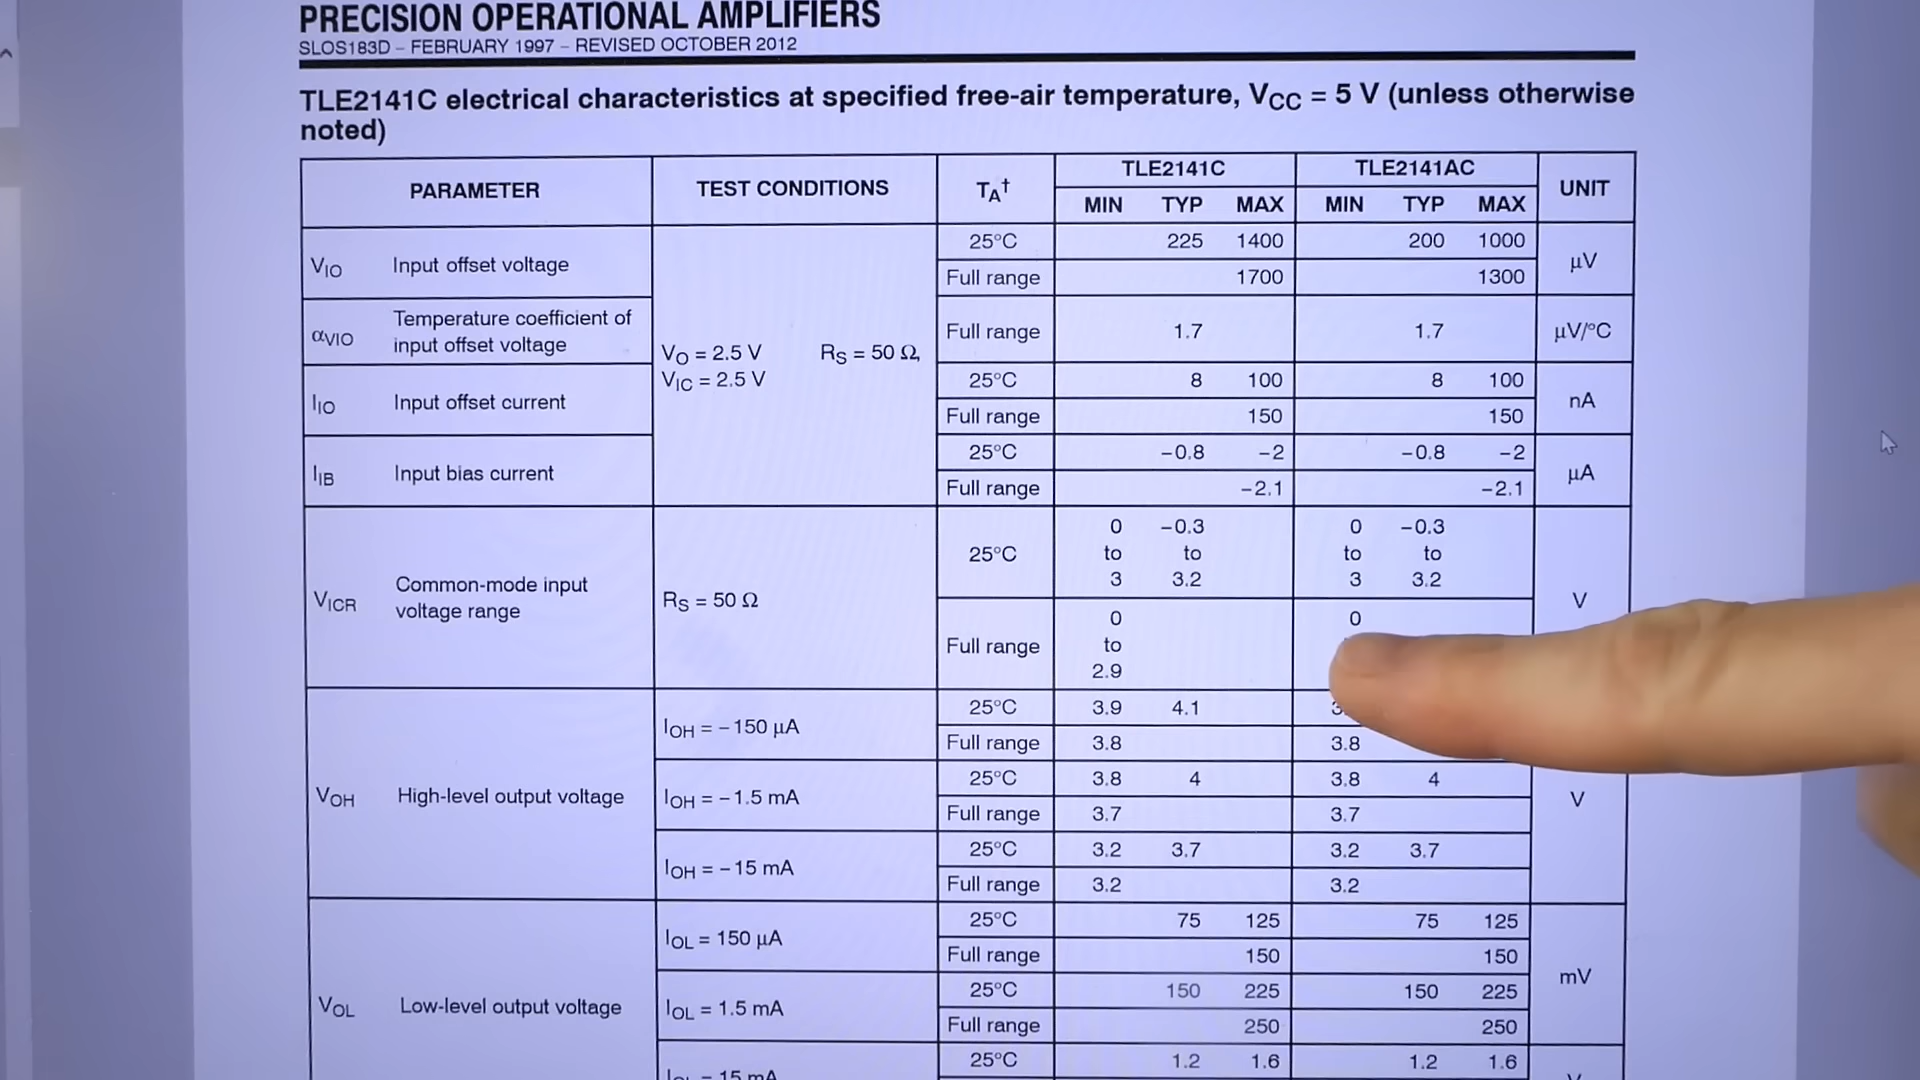 PRECISION OPERATIONAL AMPLIFIERS
SLOS183D – FEBRUARY 1997 – REVISED OCTOBER 2012
TLE2141C electrical characteristics at specified free-air temperature, VCC = 5 V (unless otherwise
noted)
PARAMETER TEST CONDITIONS TA† TLE2141C TLE2141AC UNIT
MIN TYP MAX MIN TYP MAX
VIO Input offset voltage VO = 2.5 V RS = 50 Ω, VIC = 2.5 V 25°C 225 1400 200 1000 µV
Full range 1700 1300
αVIO Temperature coefficient of
input offset voltage Full range 1.7 1.7 µV/°C
IIO Input offset current 25°C 8 100 8 100 nA
Full range 150 150
IIB Input bias current 25°C −0.8 −2 −0.8 −2 µA
Full range −2.1 −2.1
VICR Common-mode input
voltage range RS = 50 Ω 25°C 0 −0.3 0 −0.3 V
to to to to
3 3.2 3 3.2
Full range 0 0
to
2.9
VOH High-level output voltage IOH = − 150 µA 25°C 3.9 4.1 V
Full range 3.8 3.8
IOH = − 1.5 mA 25°C 3.8 4 3.8 4
Full range 3.7 3.7
IOH = − 15 mA 25°C 3.2 3.7 3.2 3.7
Full range 3.2 3.2
VOL Low-level output voltage IOL = 150 µA 25°C 75 125 75 125 mV
Full range 150 150
IOL = 1.5 mA 25°C 150 225 150 225
Full range 250 250
IOL = 15 mA 25°C 1.2 1.6 1.2 1.6 V